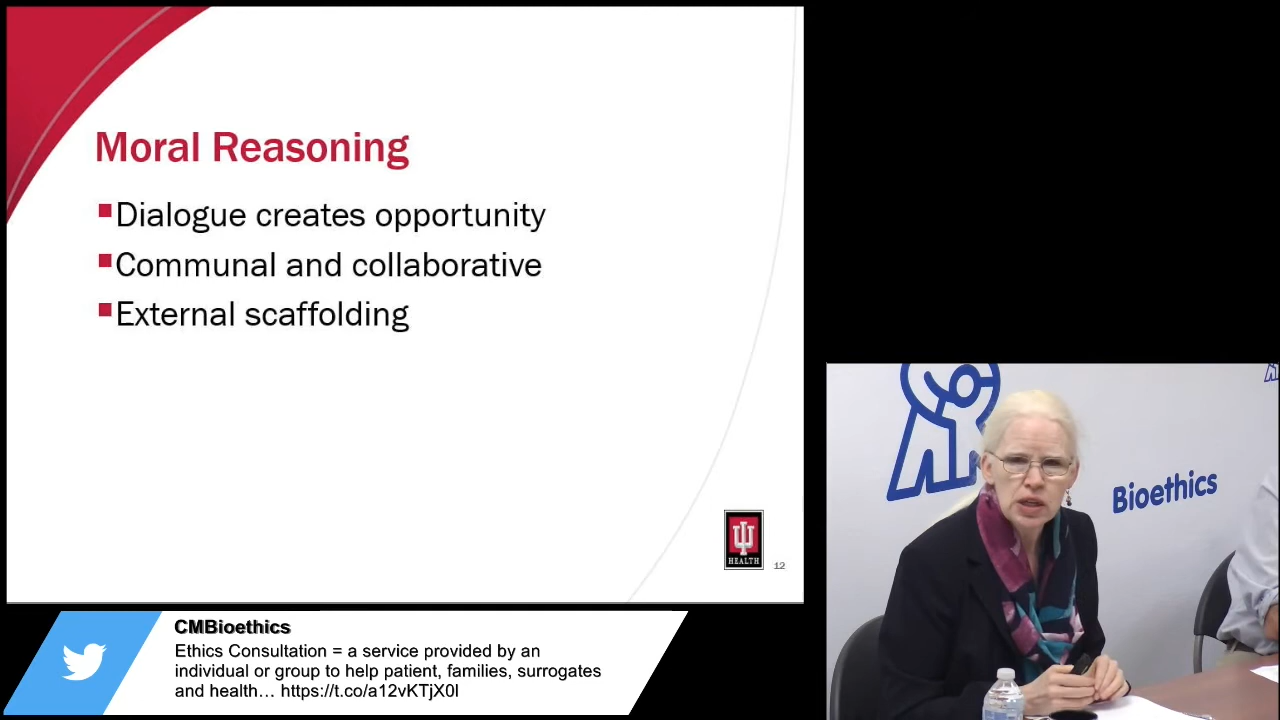 Moral Reasoning
Dialogue creates opportunity
Communal and collaborative
External scaffolding
HEALTH
12
Bioethics
CMBioethics
Ethics Consultation = a service provided by an
individual or group to help patient, families, surrogates
and health… https://t.co/a12vKTjX0l